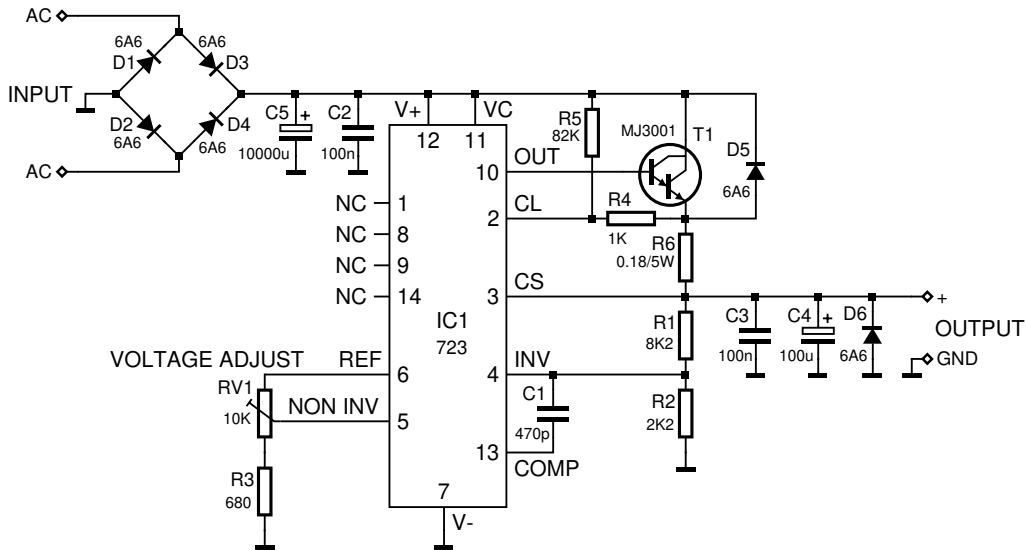 AC
6A6
6A6
D1
D3
INPUT
D2
D4
6A6
6A6
AC
C5
+
10000u
C2
100n
V+
VC
12
11
R5
82K
MJ3001
T1
D5
6A6
OUT
10
NC
1
CL
2
R4
1K
NC
8
R6
0.18/5W
NC
9
NC
14
CS
3
+
IC1
723
R1
8K2
C3
100n
C4
+
100u
D6
6A6
OUTPUT
GND
VOLTAGE ADJUST
REF
6
INV
4
RV1
10K
NON INV
5
C1
470p
R2
2K2
13
COMP
R3
680
7
V-